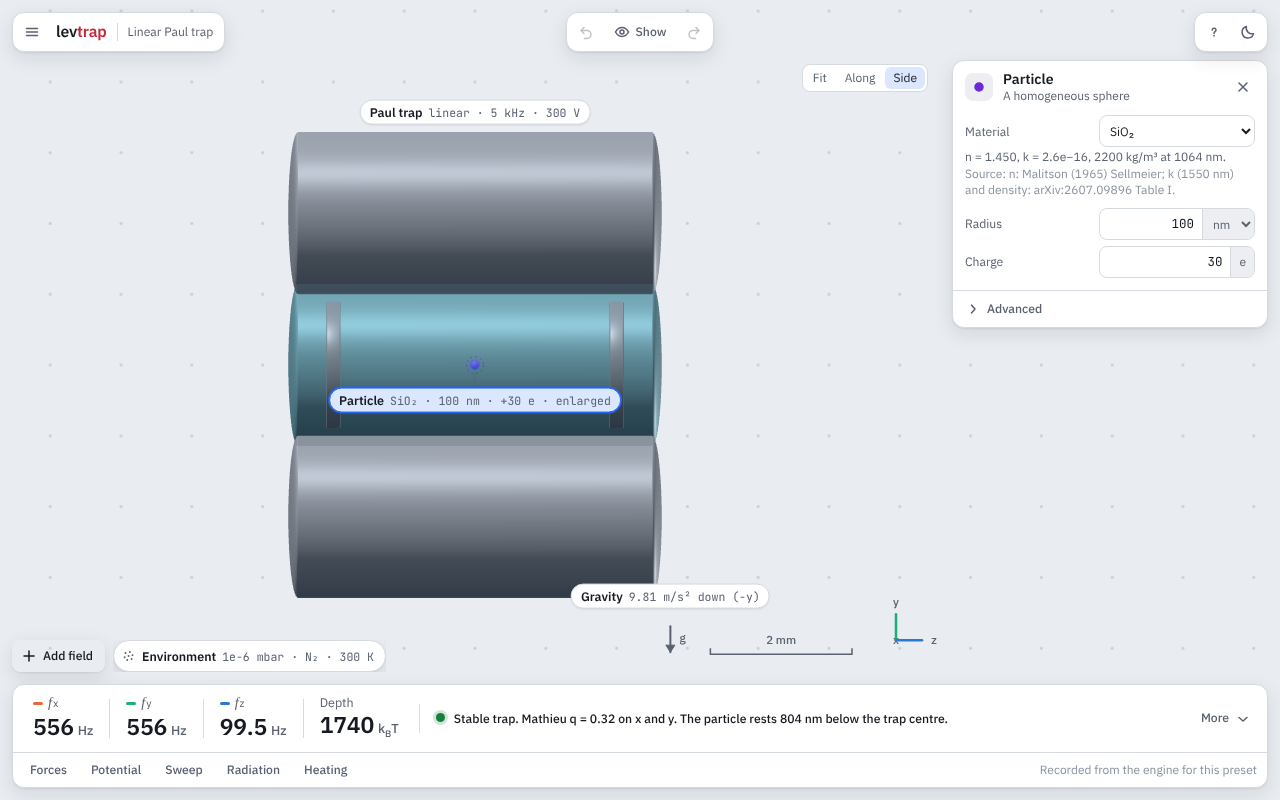 levtrap
Linear Paul trap
Show
?
Fit
Along
Side
Particle
A homogeneous sphere
Material
SiO₂
n = 1.450, k = 2.6e−16, 2200 kg/m³ at 1064 nm.
Source: n: Malitson (1965) Sellmeier; k (1550 nm)
and density: arXiv:2607.09896 Table I.
Radius
100 nm
Charge
30 e
Advanced
Paul trap linear · 5 kHz · 300 V
Particle SiO₂ · 100 nm · +30 e · enlarged
Gravity 9.81 m/s² down (-y)
g
2 mm
y
x
z
Add field
Environment 1e-6 mbar · N₂ · 300 K
fx
556 Hz
fy
556 Hz
fz
99.5 Hz
Depth
1740 kBT
Stable trap. Mathieu q = 0.32 on x and y. The particle rests 804 nm below the trap centre.
More
Forces
Potential
Sweep
Radiation
Heating
Recorded from the engine for this preset